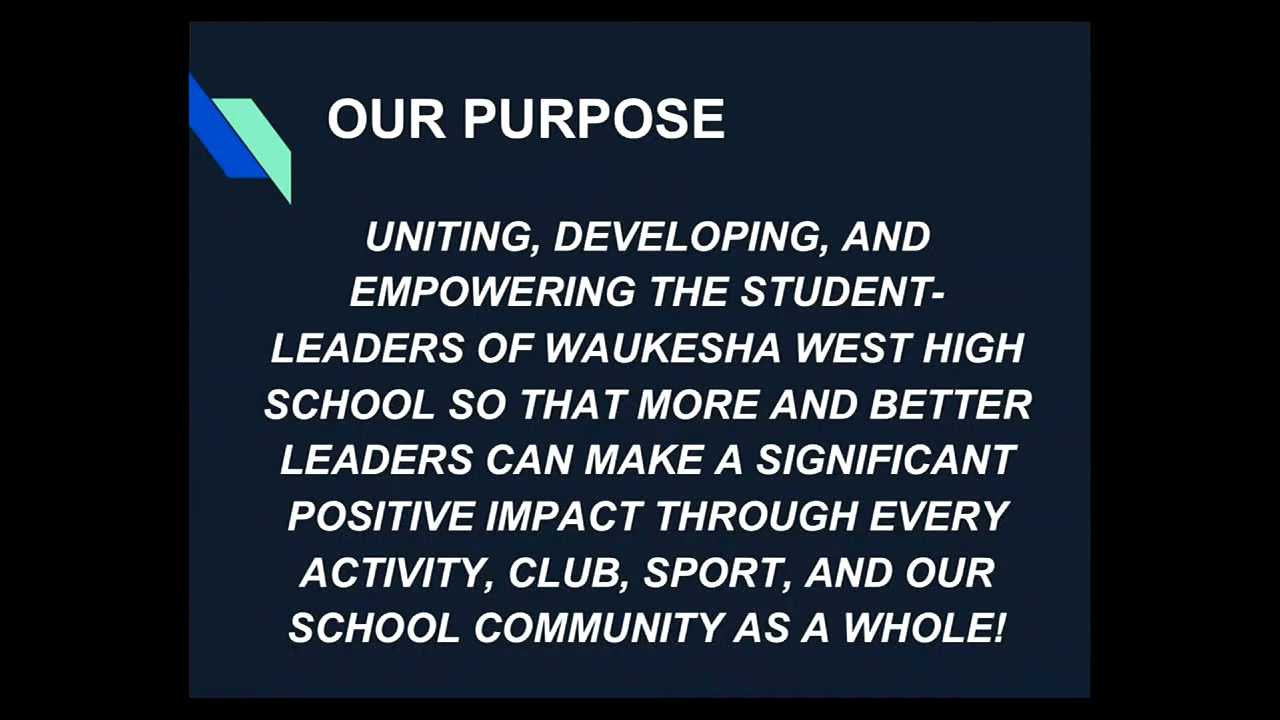 OUR PURPOSE
UNITING, DEVELOPING, AND
EMPOWERING THE STUDENT-
LEADERS OF WAUKESHA WEST HIGH
SCHOOL SO THAT MORE AND BETTER
LEADERS CAN MAKE A SIGNIFICANT
POSITIVE IMPACT THROUGH EVERY
ACTIVITY, CLUB, SPORT, AND OUR
SCHOOL COMMUNITY AS A WHOLE!